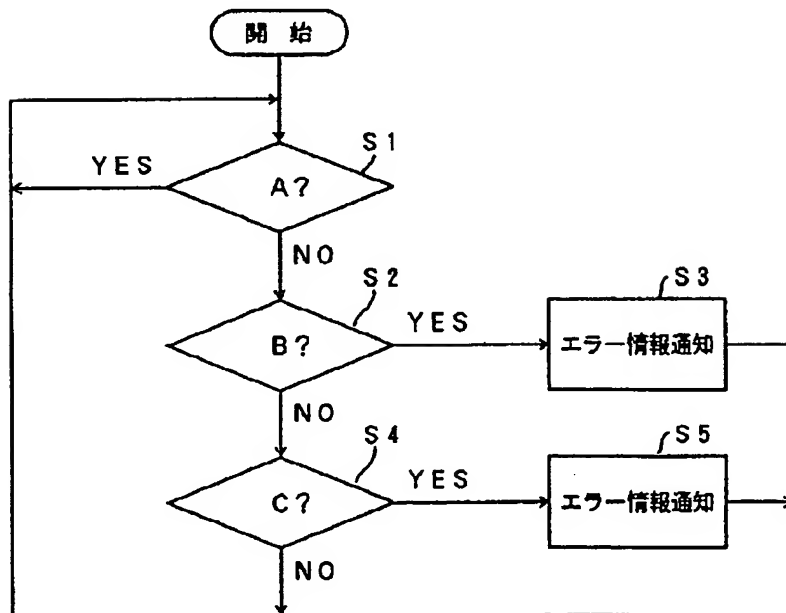 開始
S1
YES
A?
NO
S2
S3
B?
YES
エラー情報通知
NO
S4
S5
C?
YES
エラー情報通知
NO